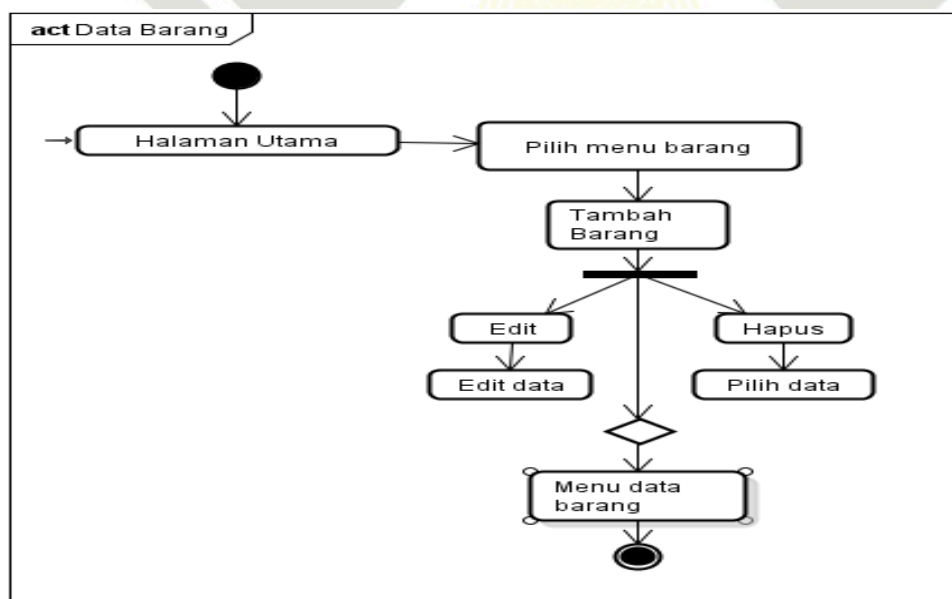 act Data Barang
Halaman Utama
Pilih menu barang
Tambah
Barang
Edit
Hapus
Edit data
Pilih data
Menu data
barang